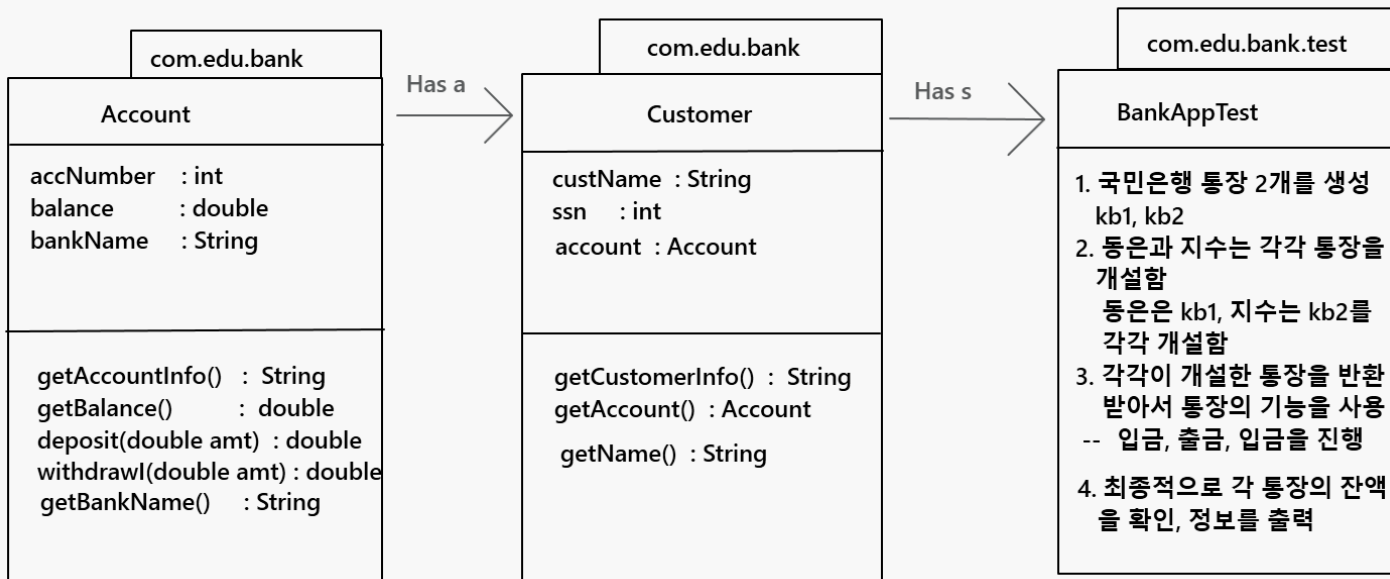 com.edu.bank
Account
accNumber : int
balance : double
bankName : String
getAccountInfo() : String
getBalance() : double
deposit(double amt) : double
withdrawl(double amt) : double
getBankName() : String
Has a
com.edu.bank
Customer
custName : String
ssn : int
account : Account
getCustomerInfo() : String
getAccount() : Account
getName() : String
Has s
com.edu.bank.test
BankAppTest
1. 국민은행 통장 2개를 생성
kb1, kb2
2. 동은과 지수는 각각 통장을
개설함
동은은 kb1, 지수는 kb2를
각각 개설함
3. 각각이 개설한 통장을 반환
받아서 통장의 기능을 사용
-- 입금, 출금, 입금을 진행
4. 최종적으로 각 통장의 잔액
을 확인, 정보를 출력